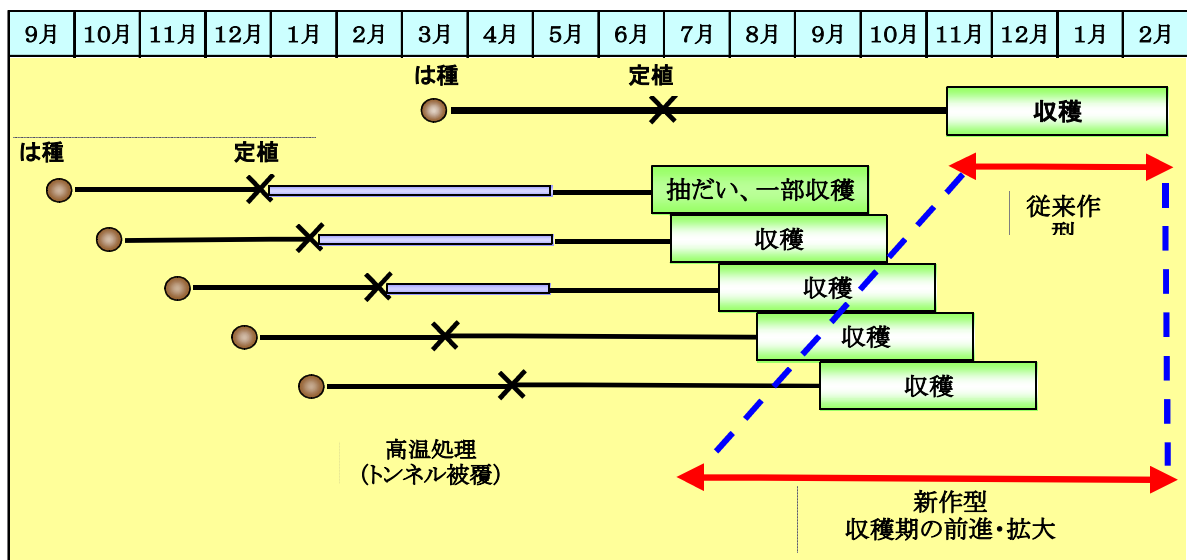 9月 10月 11月 12月 1月 2月 3月 4月 5月 6月 7月 8月 9月 10月 11月 12月 1月 2月
は種 定植
収穫
は種 定植
抽だい、一部収穫
従来作
型
収穫
収穫
収穫
収穫
高温処理
(トンネル被覆)
新作型
収穫期の前進・拡大